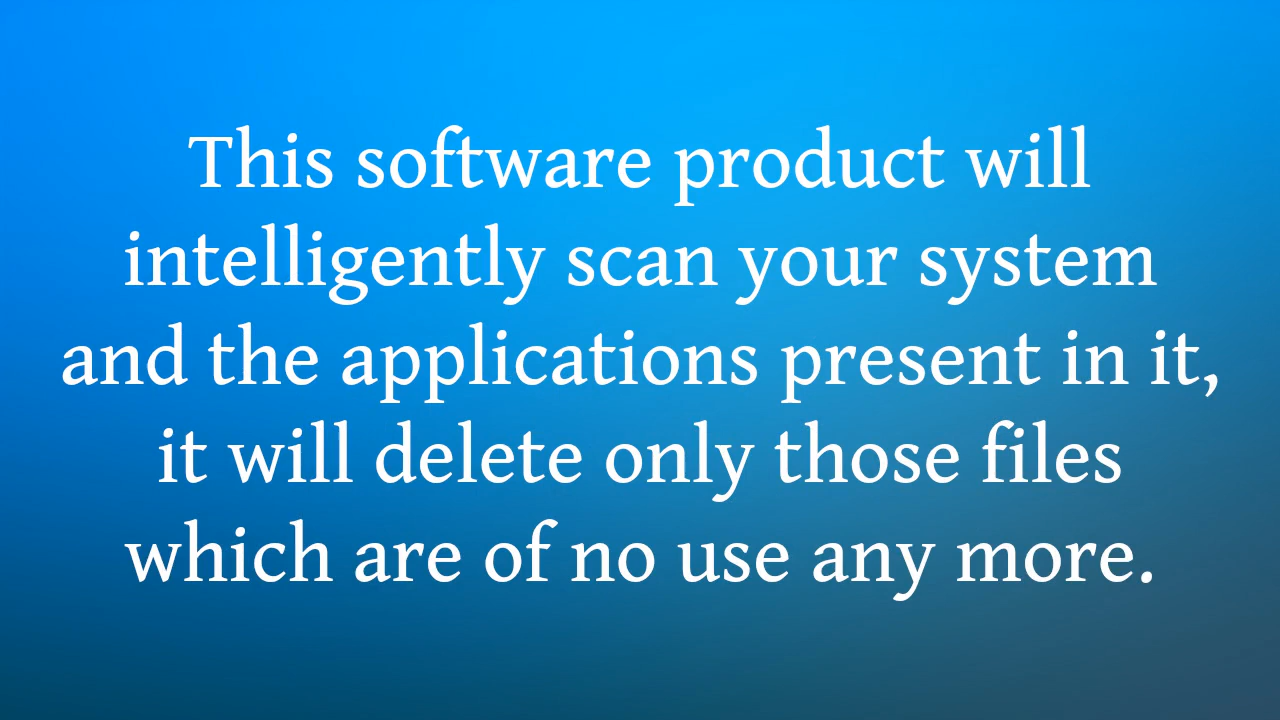 This software product will
intelligently scan your system
and the applications present in it,
it will delete only those files
which are of no use any more.